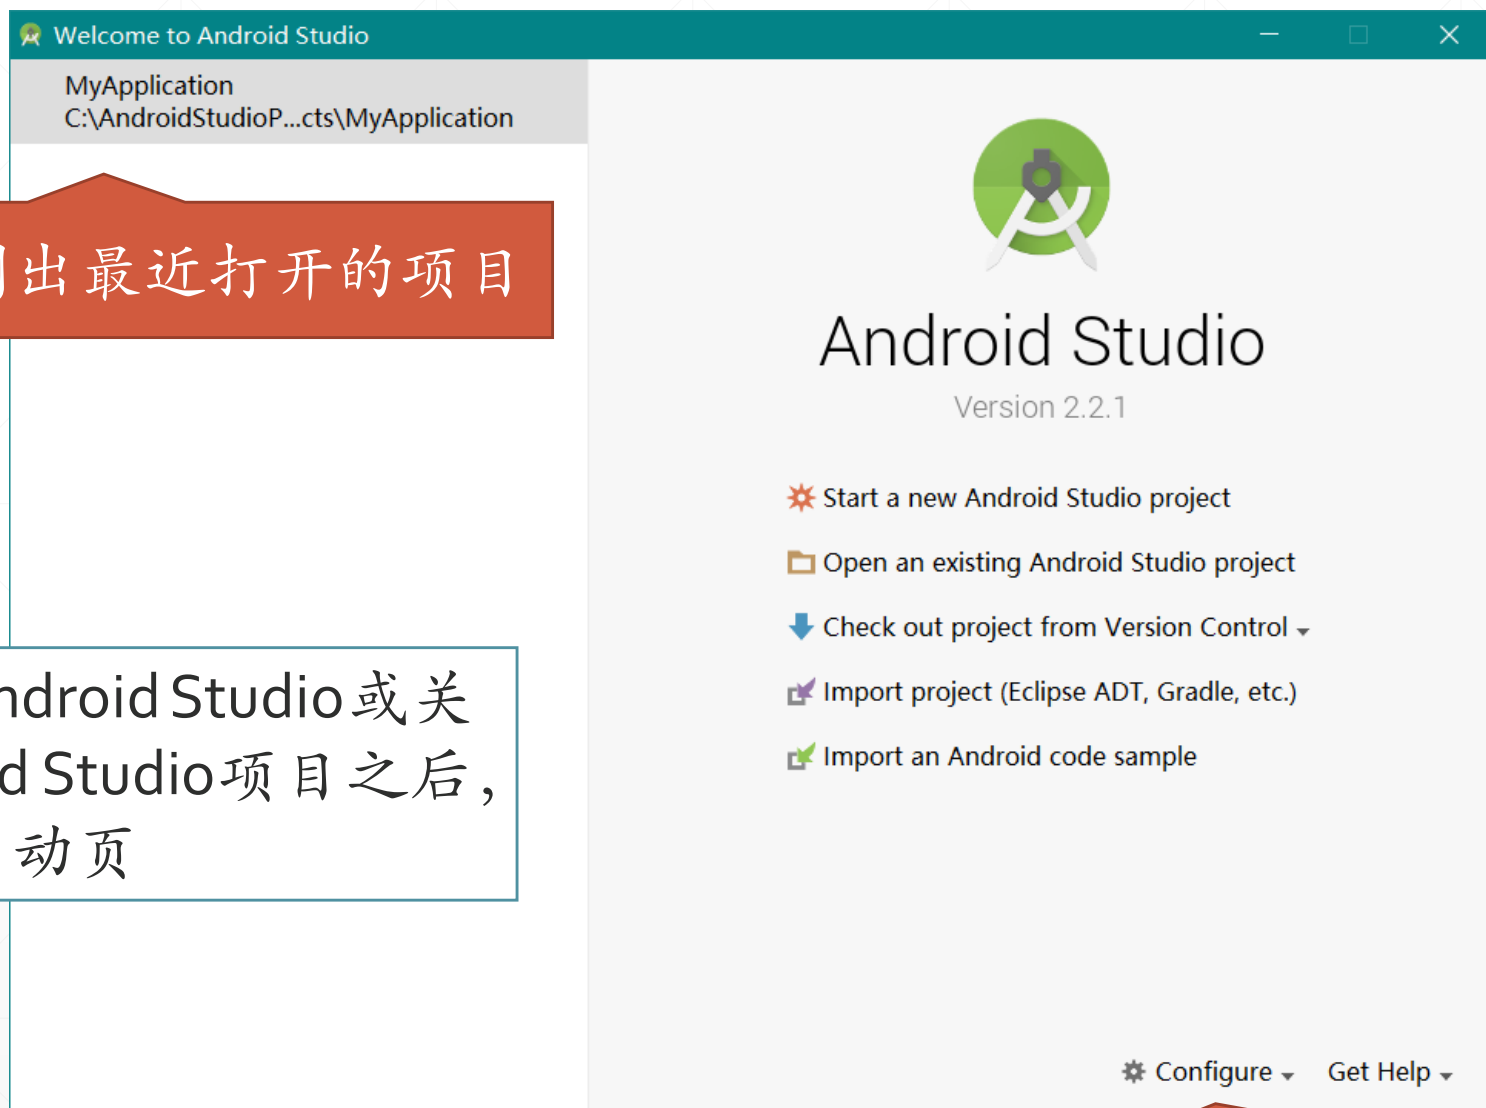 Welcome to Android Studio
MyApplication
C:\AndroidStudioP...cts\MyApplication
出最近打开的项目
Android Studio
Version 2.2.1
Start a new Android Studio project
Open an existing Android Studio project
Check out project from Version Control
Import project (Eclipse ADT, Gradle, etc.)
Import an Android code sample
ndroid Studio或关
d Studio项目之后，
动页
Configure
Get Help